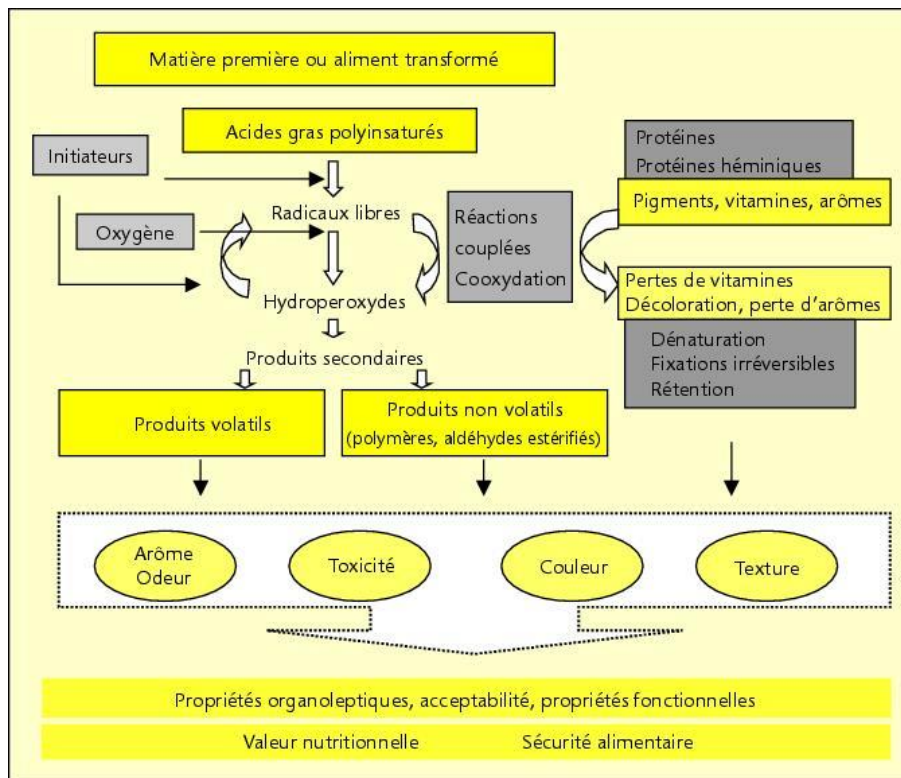 Matière première ou aliment transformé
Acides gras polyinsaturés
Initiateurs
Protéines
Protéines héminiques
Pigments, vitamines, arômes
Oxygène
Radicaux libres
Réactions
couplées
Cooxydation
Hydroperoxydes
Pertes de vitamines
Décoloration, perte d'arômes
Dénaturation
Fixations irréversibles
Rétention
Produits secondaires
Produits volatils
Produits non volatils
(polymères, aldéhydes estérifiés)
Arôme
Odeur
Toxicité
Couleur
Texture
Propriétés organoleptiques, acceptabilité, propriétés fonctionnelles
Valeur nutritionnelle Sécurité alimentaire